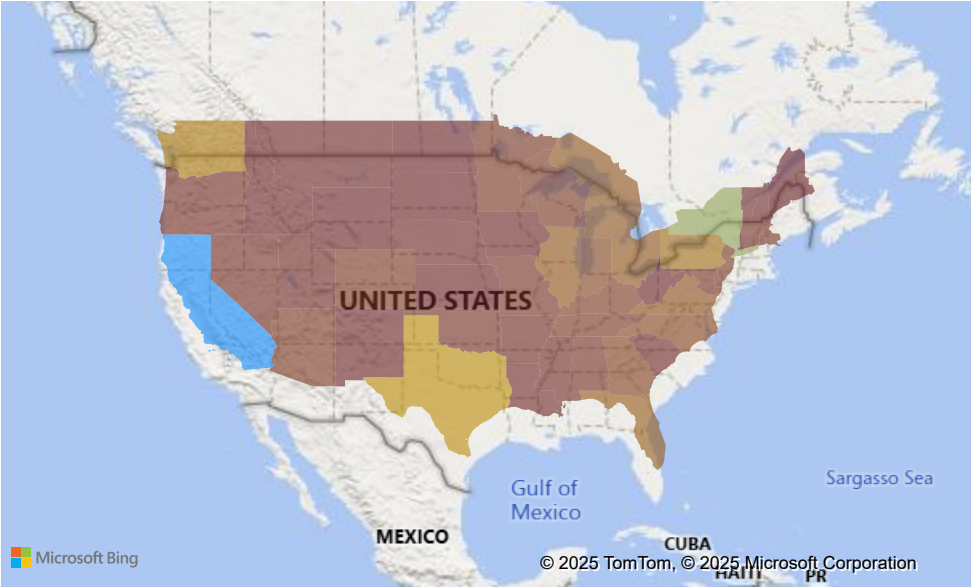 UNITED STATES
Gulf of
Mexico
Sargasso Sea
MEXICO
CUBA
Microsoft Bing
© 2025 TomTom, © 2025 Microsoft Corporation
HAITI
PR